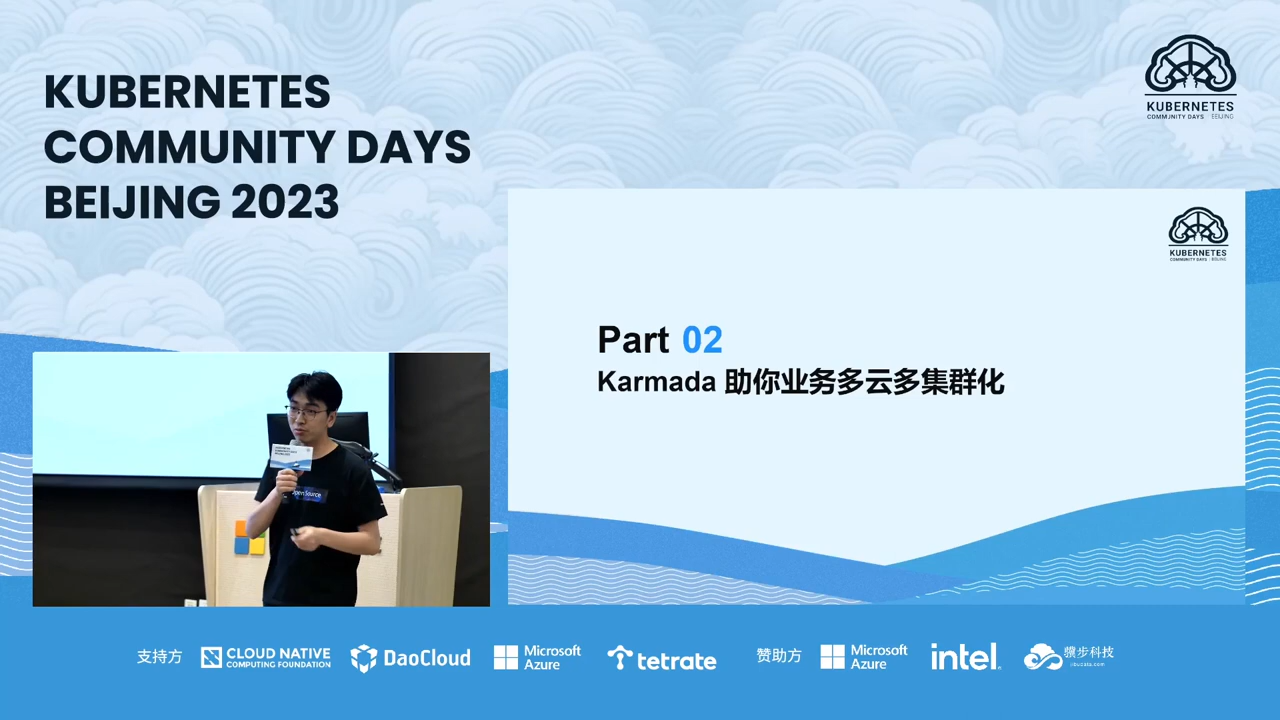 KUBERNETES
COMMUNITY DAYS
BEIJING 2023
KUBERNETES
COMMUNITY DAYS | BEIJING
KUBERNETES
COMMUNITY DAYS | BEIJING
Part 02
Karmada 助你业务多云多集群化
Open Source
支持方
CLOUD NATIVE
COMPUTING FOUNDATION
DaoCloud
Microsoft
Azure
tetrate
赞助方
Microsoft
Azure
intel.
骥步科技